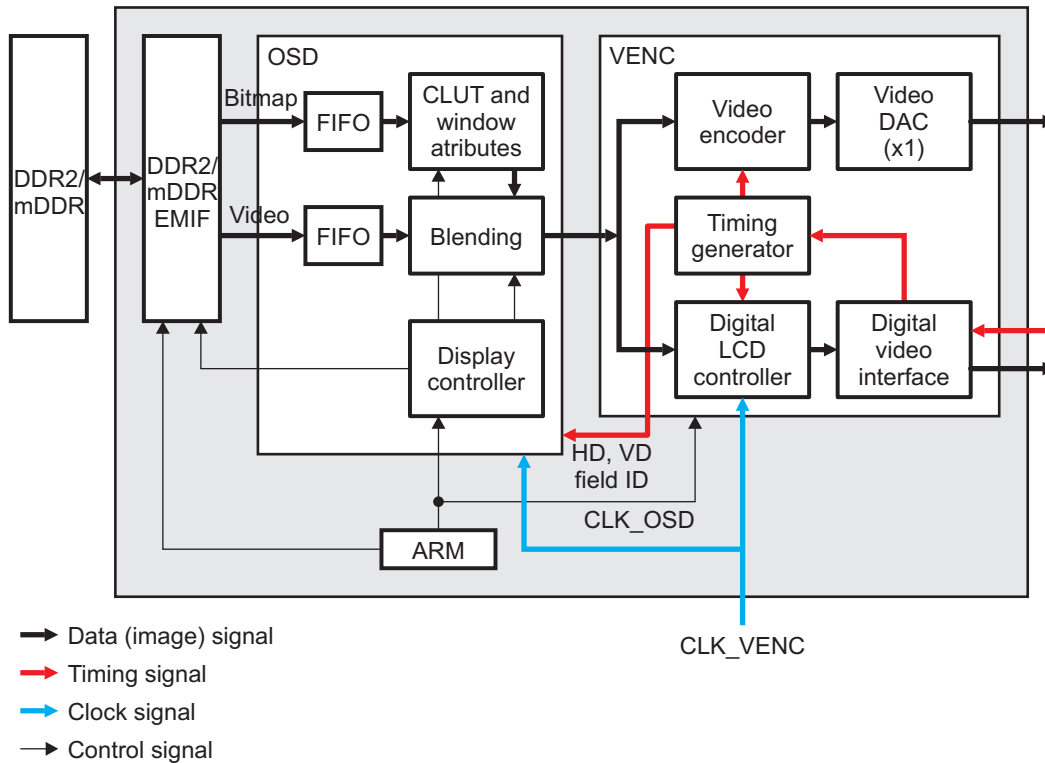 OSD
VENC
DDR2/
mDDR
DDR2/
mDDR
EMIF
Bitmap
FIFO
CLUT and
window
atributes
Video
FIFO
Blending
Display
controller
Video
encoder
Video
DAC
(x1)
Timing
generator
Digital
LCD
controller
Digital
video
interface
HD, VD
field ID
CLK_OSD
ARM
CLK_VENC
Data (image) signal
Timing signal
Clock signal
Control signal